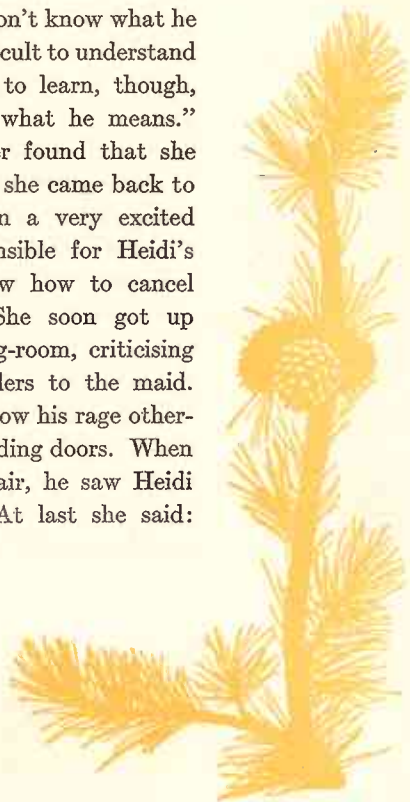 on't know what he
cult to understand
to learn, though,
what he means.”
r found that she
she came back to
n a very excited
nsible for Heidi's
w how to cancel
She soon got up
g-room, criticising
lers to the maid.
ow his rage other-
ding doors. When
air, he saw Heidi
At last she said: